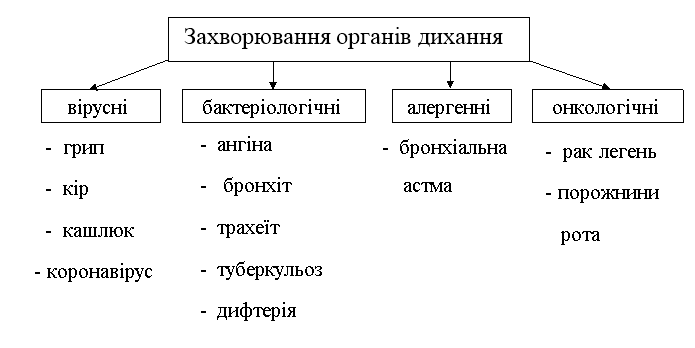 Захворювання органів дихання
вірусні
- грип
- кір
- кашлюк
- коронавірус
бактеріологічні
- ангіна
- бронхіт
- трахеїт
- туберкульоз
- дифтерія
алергенні
- бронхіальна
астма
онкологічні
- рак легень
- порожнини
рота